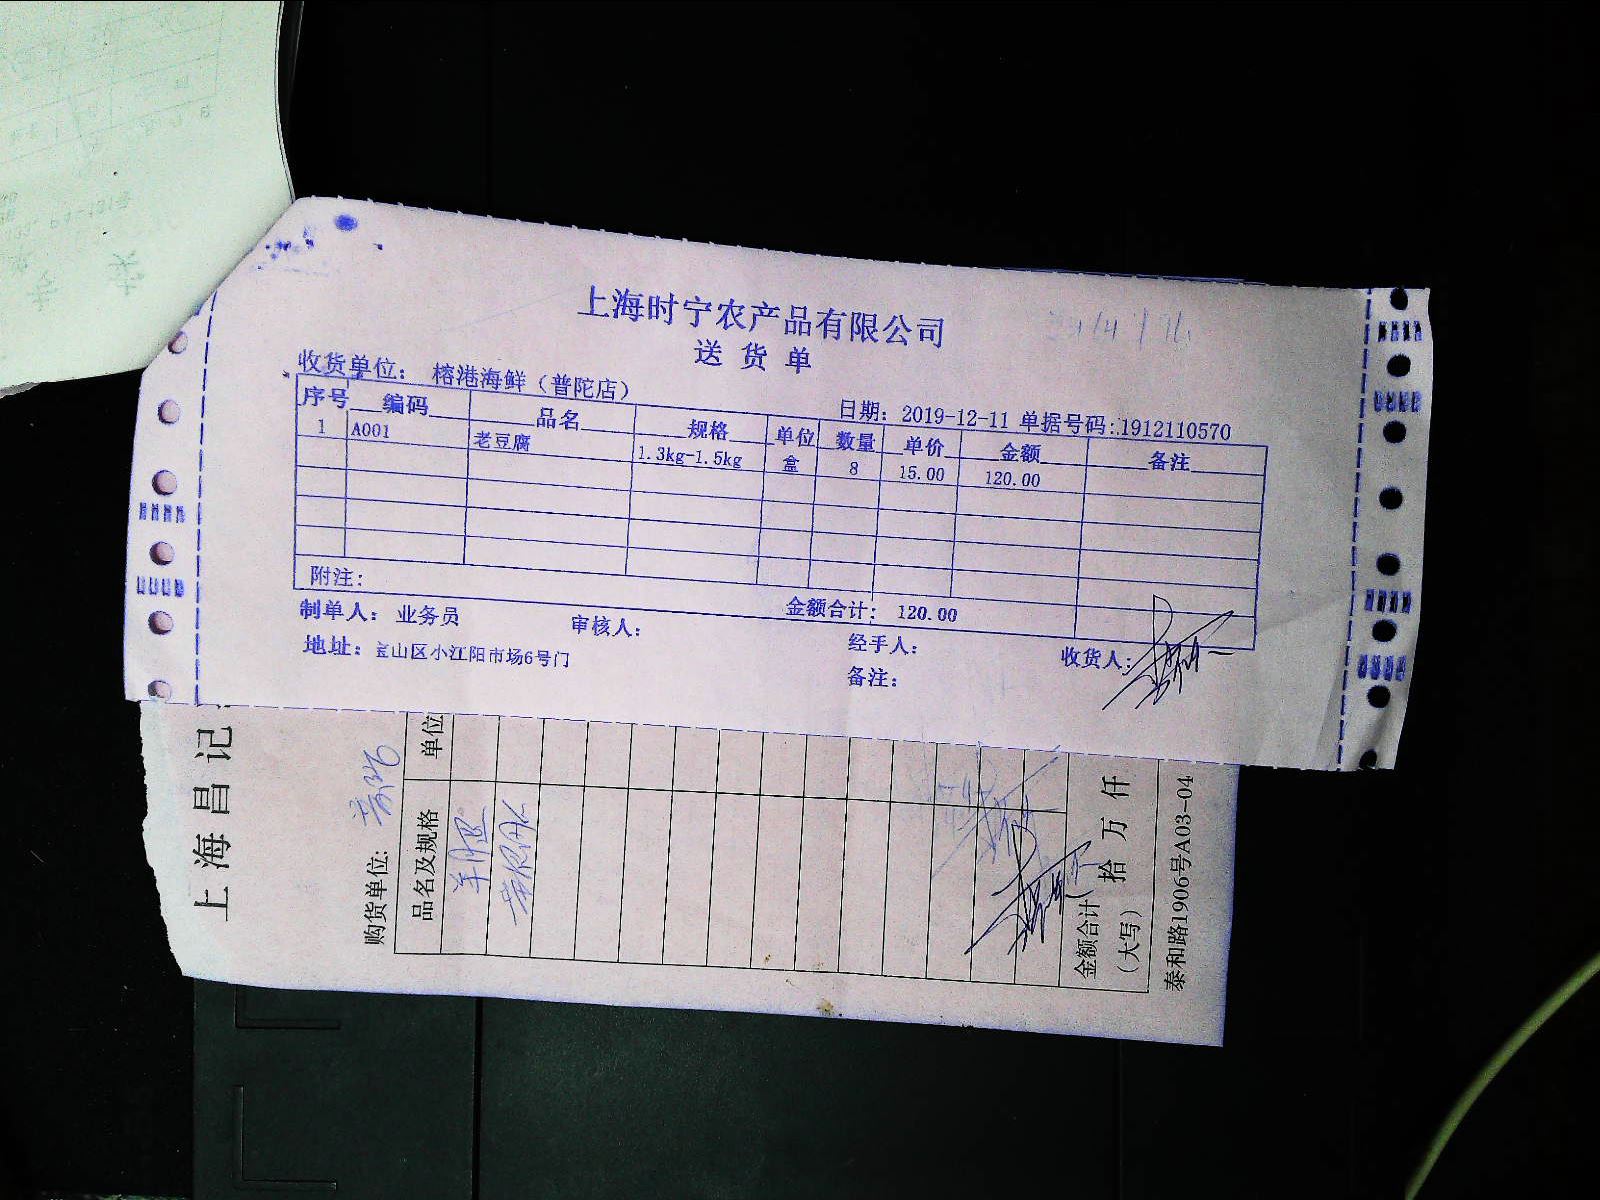 上海时宁农产品有限公司
送货单
收货单位： 榕港海鲜（普陀店）
日期： 2019-12-11 单据号码：1912110570
序号 编码 品名 规格 单位 数量 单价 金额 备注
1 A001 老豆腐 1.3kg-1.5kg 盒 8 15.00 120.00
附注：
金额合计： 120.00
制单人： 业务员 审核人： 经手人： 收货人：
地址： 宝山区小江阳市场6号门 备注：
上海昌记
购货单位:
品名及规格 单位
金额合计
（大写） 拾 万 仟
泰和路1906号A03-04